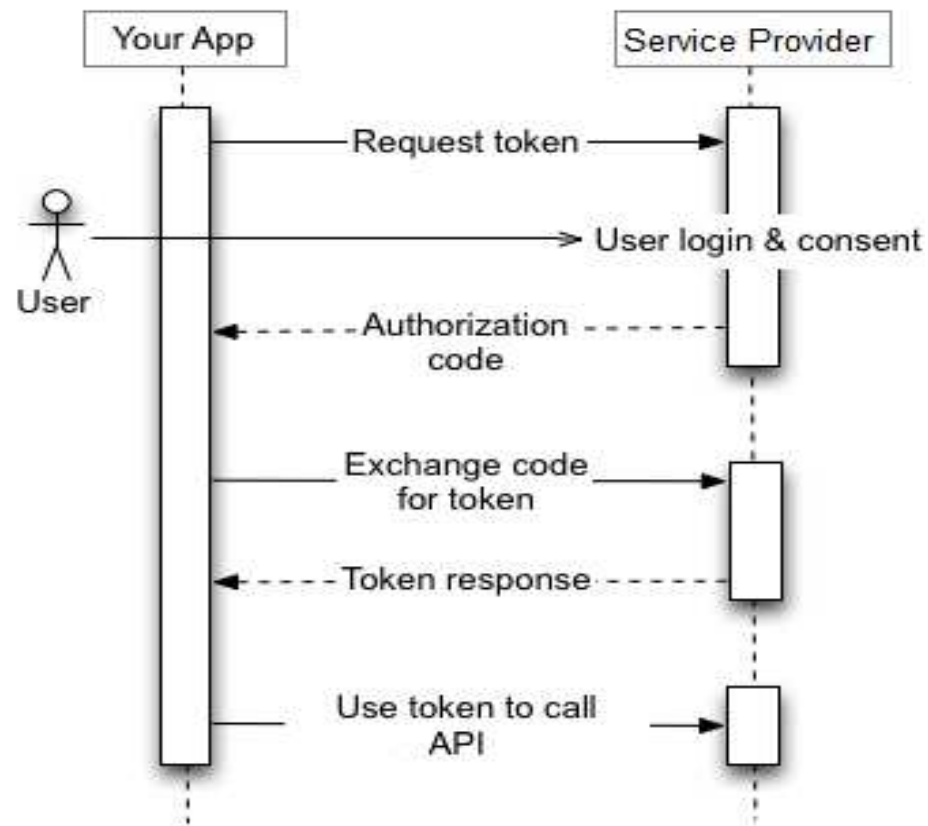 Your App
Service Provider
Request token
User login & consent
User
Authorization
code
Exchange code
for token
Token response
Use token to call
API